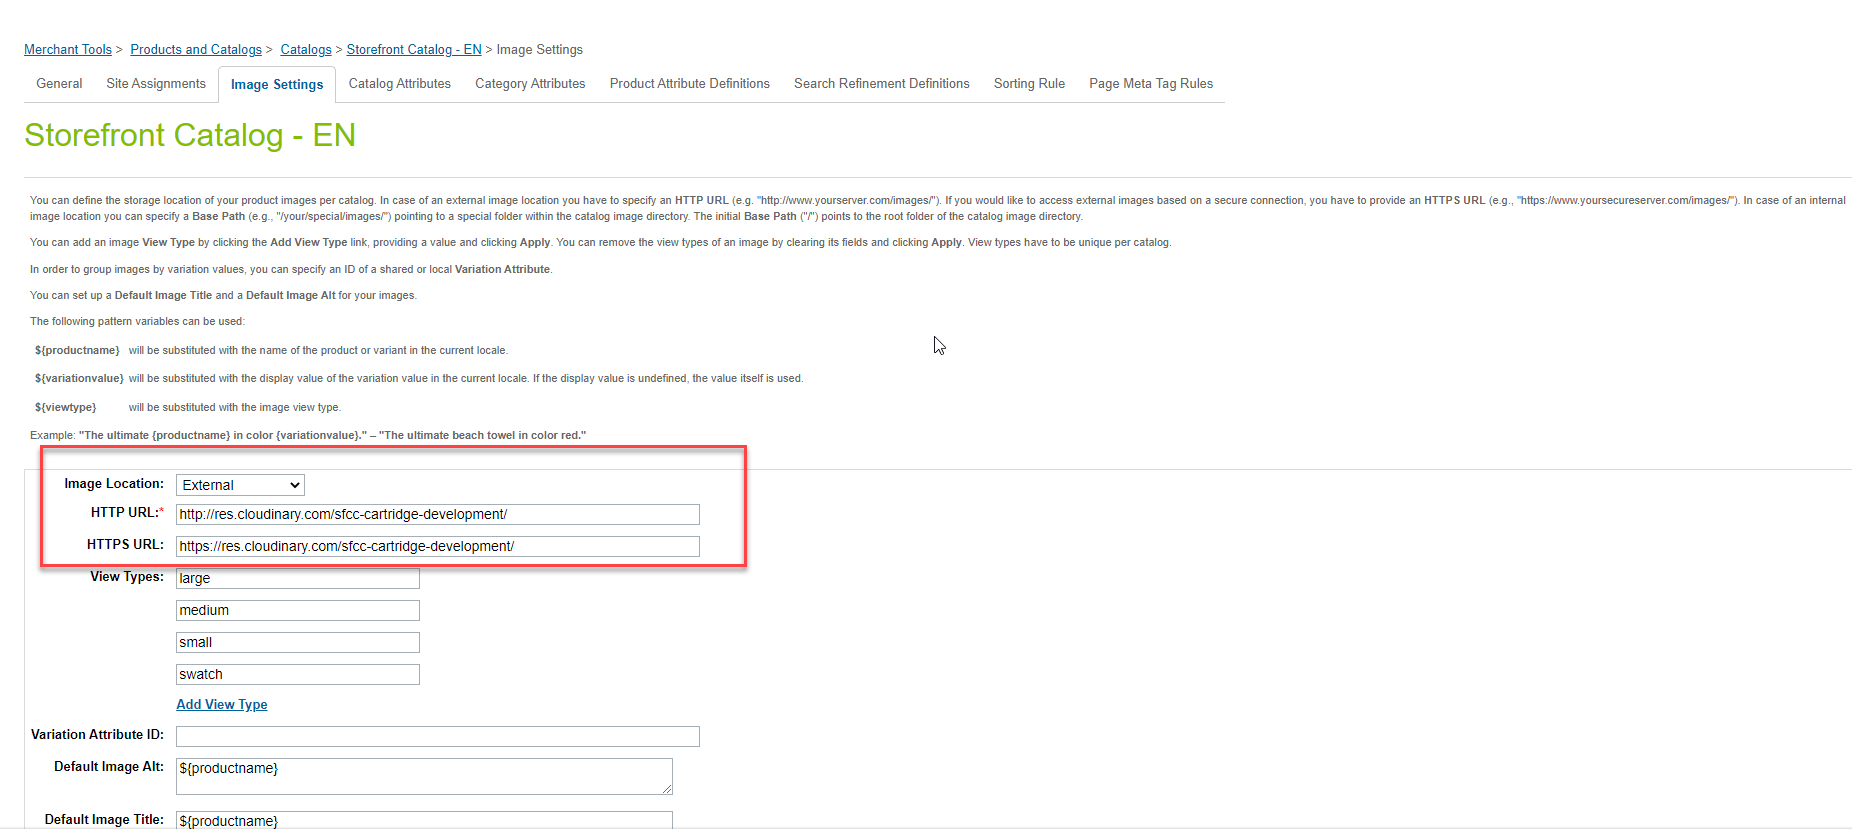 Merchant Tools > Products and Catalogs > Catalogs > Storefront Catalog - EN > Image Settings
General Site Assignments Image Settings Catalog Attributes Category Attributes Product Attribute Definitions Search Refinement Definitions Sorting Rule Page Meta Tag Rules
Storefront Catalog - EN
You can define the storage location of your product images per catalog. In case of an external image location you have to specify an HTTP URL (e.g. "http://www.yourserver.com/images/"). If you would like to access external images based on a secure connection, you have to provide an HTTPS URL (e.g., "https://www.yoursecureserver.com/images/"). In case of an internal
image location you can specify a Base Path (e.g., "/your/special/images/") pointing to a special folder within the catalog image directory. The initial Base Path ("/") points to the root folder of the catalog image directory.
You can add an image View Type by clicking the Add View Type link, providing a value and clicking Apply. You can remove the view types of an image by clearing its fields and clicking Apply. View types have to be unique per catalog.
In order to group images by variation values, you can specify an ID of a shared or local Variation Attribute.
You can set up a Default Image Title and a Default Image Alt for your images.
The following pattern variables can be used:
${productname} will be substituted with the name of the product or variant in the current locale.
${variationvalue} will be substituted with the display value of the variation value in the current locale. If the display value is undefined, the value itself is used.
${viewtype} will be substituted with the image view type.
Example: "The ultimate {productname} in color {variationvalue}." – "The ultimate beach towel in color red."
Image Location: External
HTTP URL:* http://res.cloudinary.com/sfcc-cartridge-development/
HTTPS URL: https://res.cloudinary.com/sfcc-cartridge-development/
View Types: large
medium
small
swatch
Add View Type
Variation Attribute ID:
Default Image Alt: ${productname}
Default Image Title: ${productname}